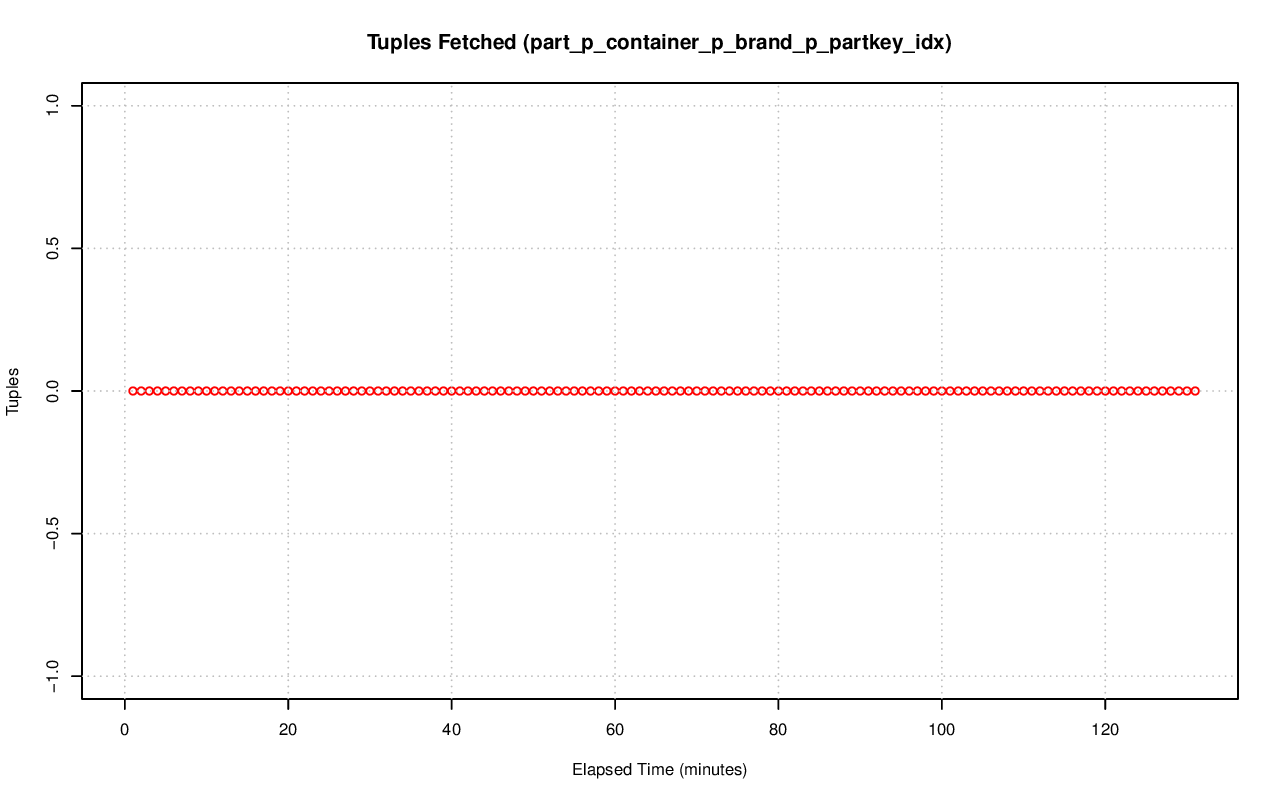 Tuples Fetched (part_p_container_p_brand_p_partkey_idx)
1.0
0.5
0.0
−0.5
−1.0
Tuples
0 20 40 60 80 100 120
Elapsed Time (minutes)